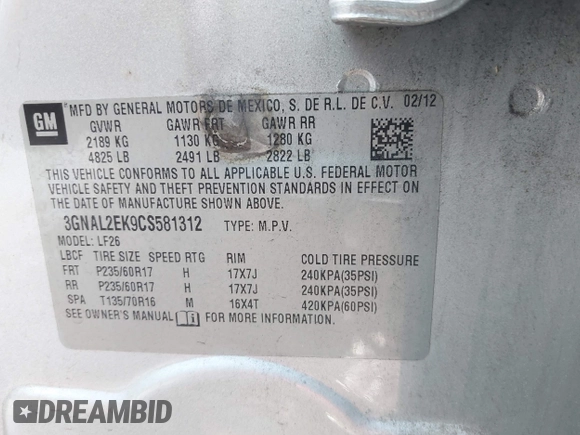 GM
MFD BY GENERAL MOTORS DE MEXICO, S. DE R.L. DE C.V. 02/12
GVWR GAWR FRT GAWR RR
2189 KG 1130 KG 1280 KG
4825 LB 2491 LB 2822 LB
THIS VEHICLE CONFORMS TO ALL APPLICABLE U.S. FEDERAL MOTOR
VEHICLE SAFETY AND THEFT PREVENTION STANDARDS IN EFFECT ON
THE DATE OF MANUFACTURE SHOWN ABOVE.
3GNAL2EK9CS581312 TYPE: M.P.V.
MODEL: LF26
LBCF TIRE SIZE SPEED RTG RIM COLD TIRE PRESSURE
FRT P235/60R17 H 17X7J 240KPA(35PSI)
RR P235/60R17 H 17X7J 240KPA(35PSI)
SPA T135/70R16 M 16X4T 420KPA(60PSI)
SEE OWNER'S MANUAL FOR MORE INFORMATION.
DREAMBID